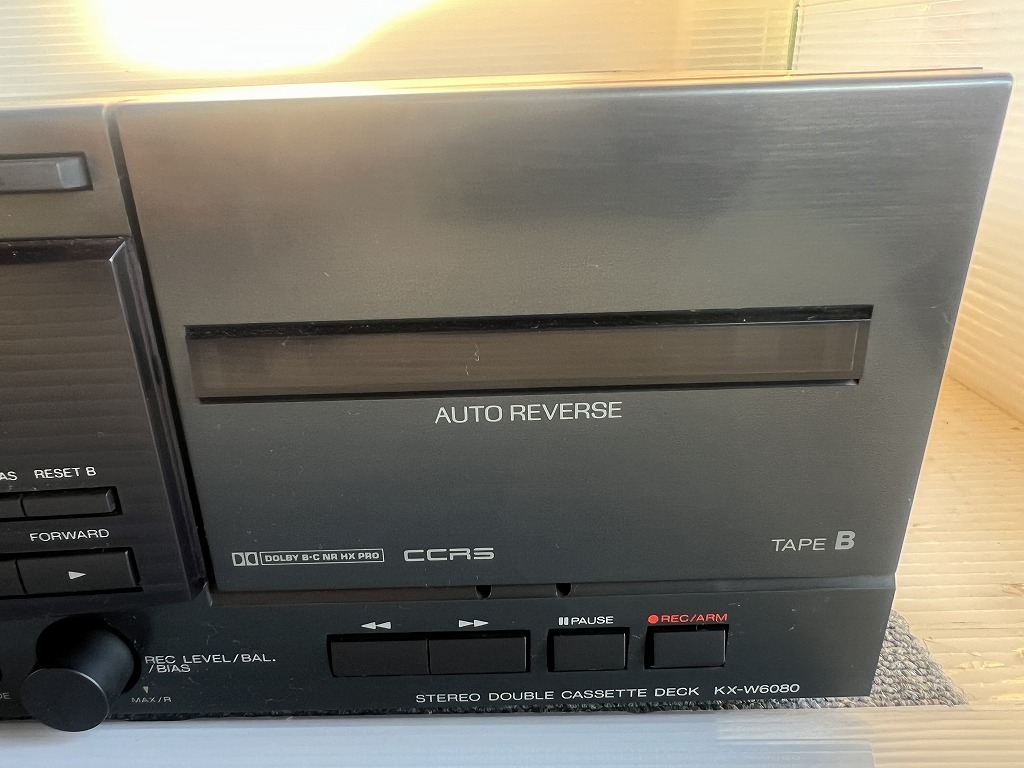 AUTO REVERSE
AS RESET B
FORWARD
DOLBY B·C NR HX PRO CCRS
TAPE B
PAUSE
REC/ARM
REC LEVEL/BAL.
/BIAS
MAX/R
DE
STEREO DOUBLE CASSETTE DECK KX-W6080